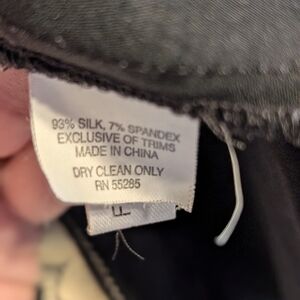 93% SILK, 7% SPANDEX
EXCLUSIVE OF TRIMS
MADE IN CHINA
DRY CLEAN ONLY
RN 55285
L